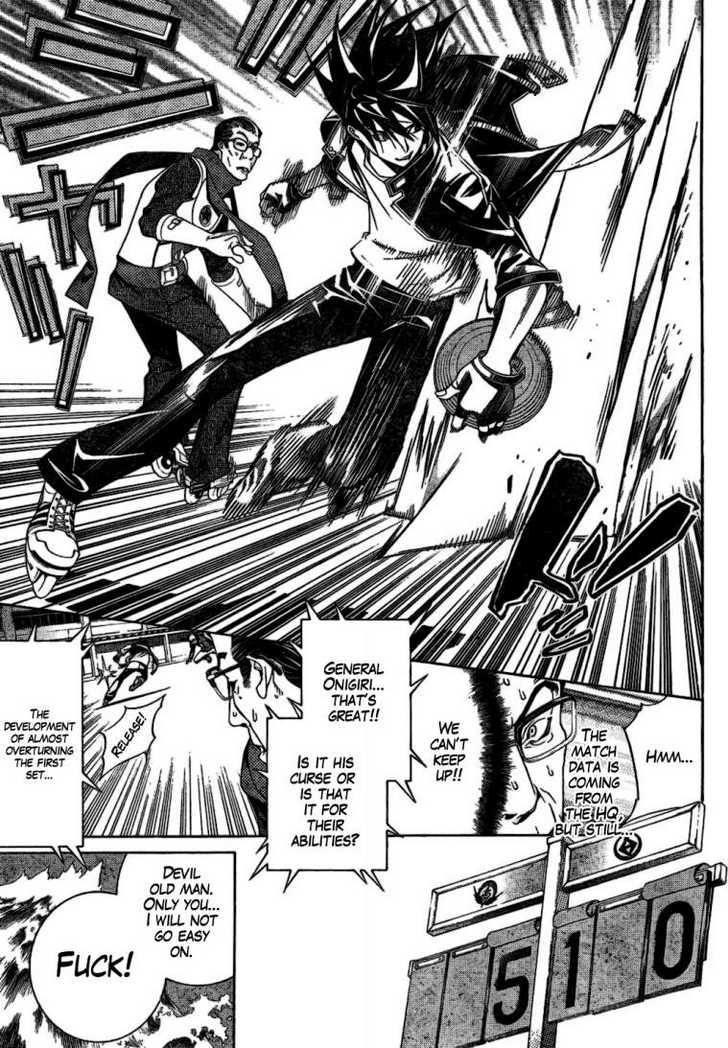 HMM...
THE
MATCH
DATA IS
COMING
FROM
THE HQ,
BUT STILL...
WE
CAN'T
KEEP
UP!!
GENERAL
ONIGIRI...
THAT'S
GREAT!!
IS IT HIS
CURSE OR
IS THAT
IT FOR
THEIR
ABILITIES?
RELEASE!
THE
DEVELOPMENT
OF ALMOST
OVERTURNING
THE FIRST
SET...
5 1 0
DEVIL
OLD MAN.
ONLY YOU...
I WILL NOT
GO EASY
ON.
FUCK!